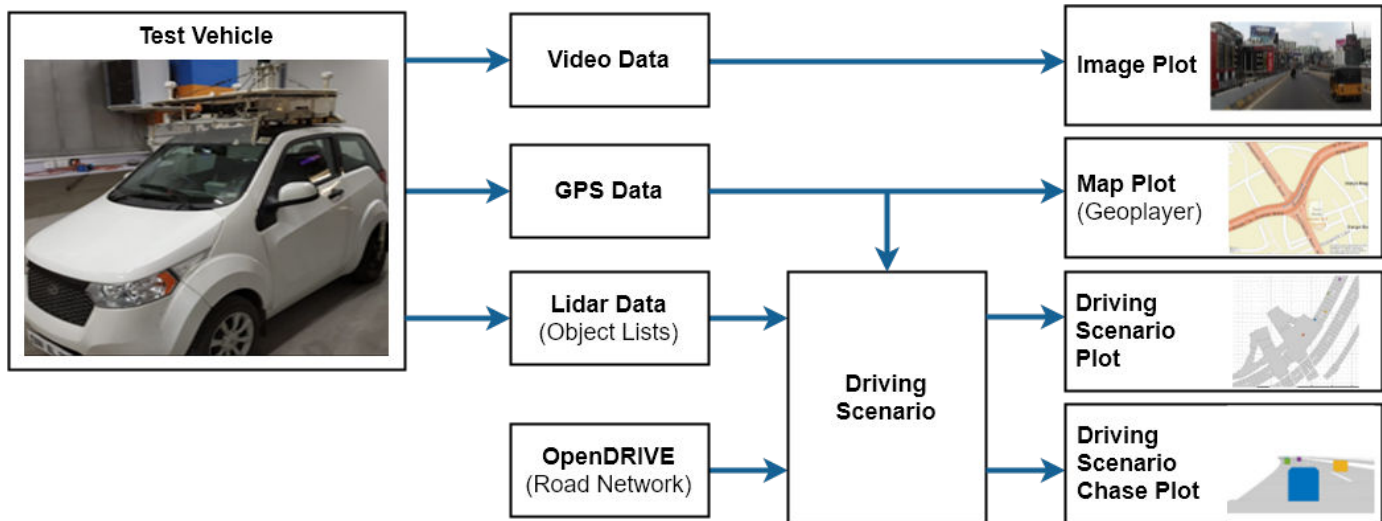 Test Vehicle
Video Data
GPS Data
Lidar Data
(Object Lists)
OpenDRIVE
(Road Network)
Driving
Scenario
Image Plot
Map Plot
(Geoplayer)
Driving
Scenario
Plot
Driving
Scenario
Chase Plot